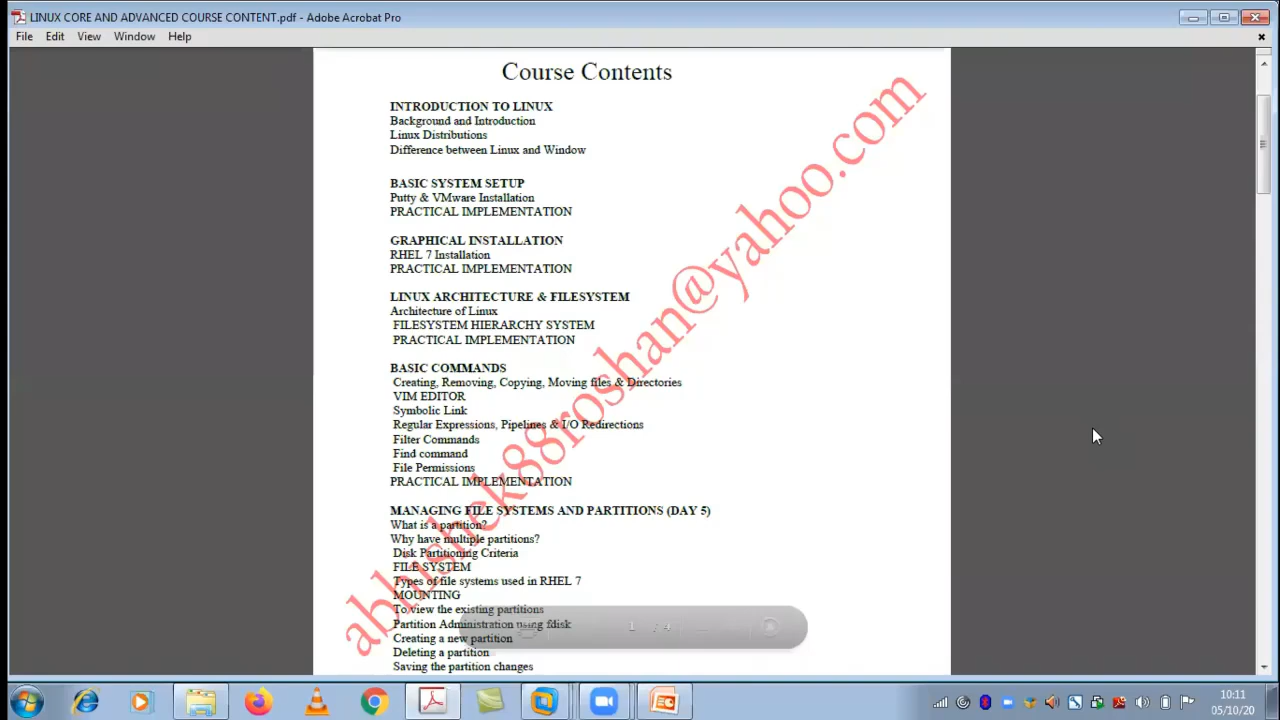 LINUX CORE AND ADVANCED COURSE CONTENT.pdf - Adobe Acrobat Pro
File Edit View Window Help
Course Contents
INTRODUCTION TO LINUX
Background and Introduction
Linux Distributions
Difference between Linux and Window
BASIC SYSTEM SETUP
Putty & VMware Installation
PRACTICAL IMPLEMENTATION
GRAPHICAL INSTALLATION
RHEL 7 Installation
PRACTICAL IMPLEMENTATION
LINUX ARCHITECTURE & FILESYSTEM
Architecture of Linux
FILESYSTEM HIERARCHY SYSTEM
PRACTICAL IMPLEMENTATION
BASIC COMMANDS
Creating, Removing, Copying, Moving files & Directories
VIM EDITOR
Symbolic Link
Regular Expressions, Pipelines & I/O Redirections
Filter Commands
Find command
File Permissions
PRACTICAL IMPLEMENTATION
MANAGING FILE SYSTEMS AND PARTITIONS (DAY 5)
What is a partition?
Why have multiple partitions?
Disk Partitioning Criteria
FILE SYSTEM
Types of file systems used in RHEL 7
MOUNTING
To view the existing partitions
Partition Administration using fdisk
Creating a new partition
Deleting a partition
Saving the partition changes
abhishek88roshan@yahoo.com
1 / 4
10:11
05/10/20